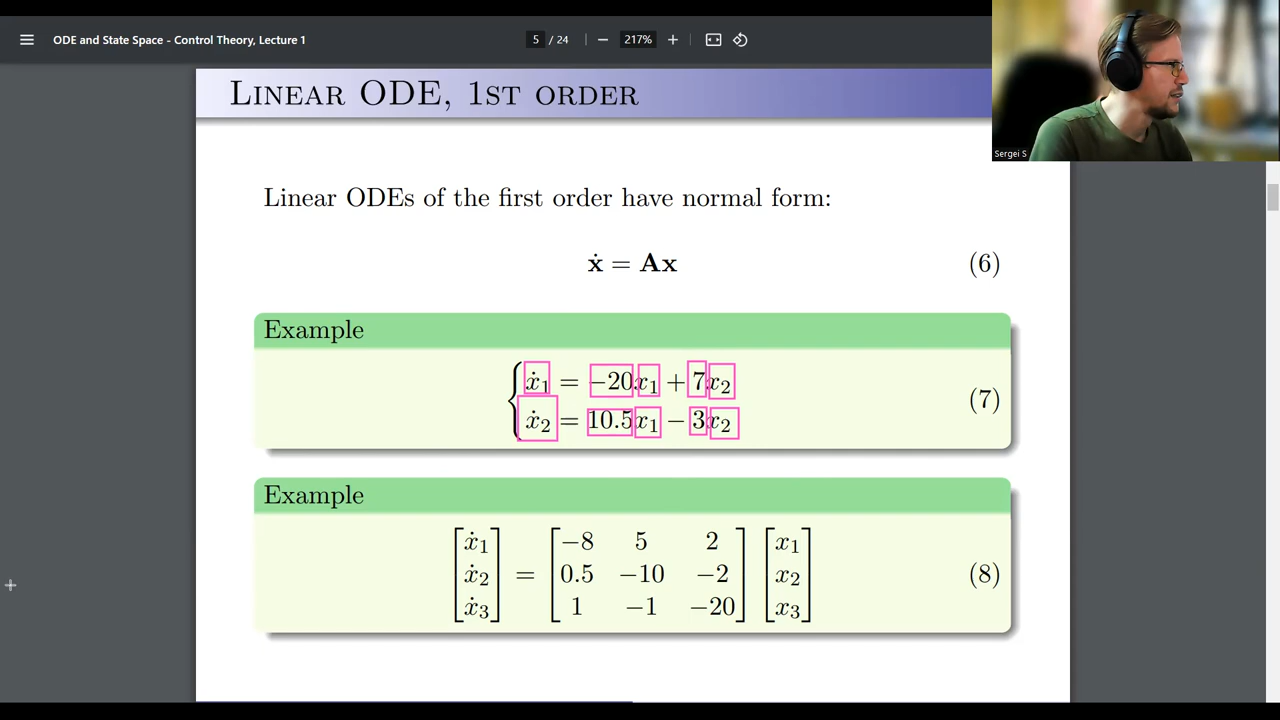 ODE and State Space - Control Theory, Lecture 1
5 / 24
217%
Sergei S
LINEAR ODE, 1ST ORDER
Linear ODEs of the first order have normal form:
ẋ = Ax (6)
Example
ẋ₁ = −20x₁ + 7x₂
ẋ₂ = 10.5x₁ − 3x₂
(7)
Example
[ẋ₁] = [−8 5 2] [x₁]
[ẋ₂] = [0.5 −10 −2] [x₂] (8)
[ẋ₃] = [1 −1 −20] [x₃]